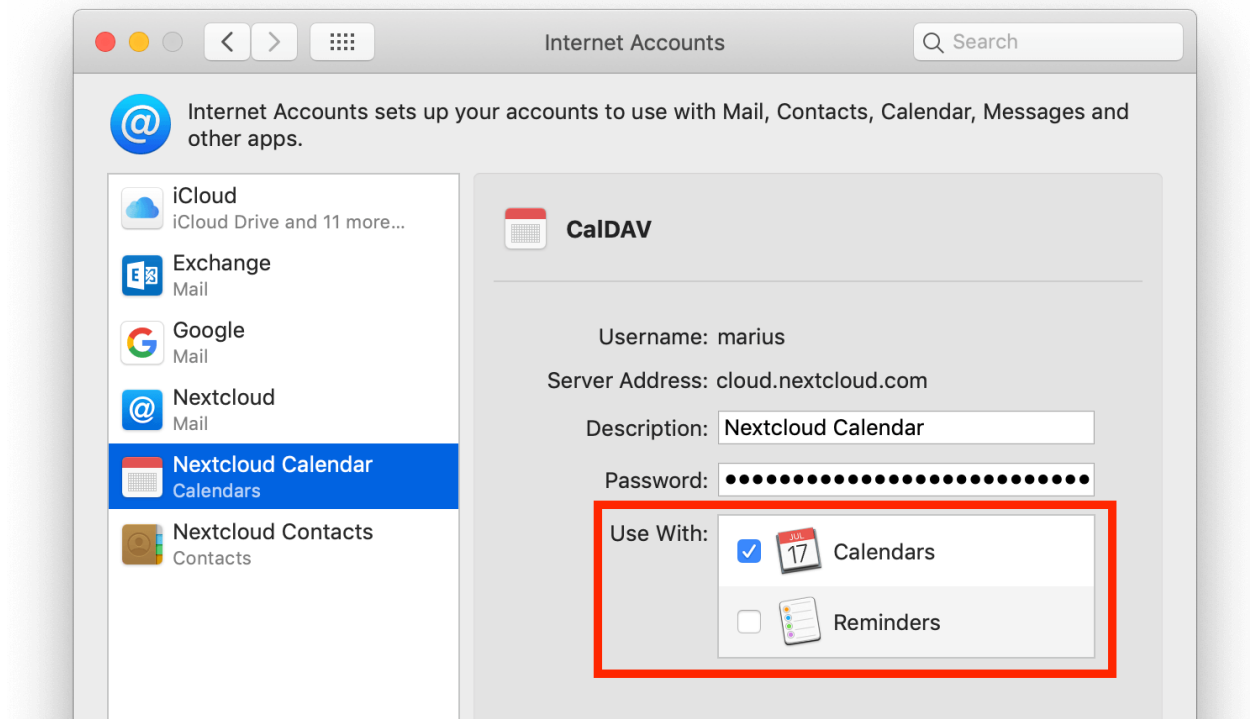 Internet Accounts
Search
Internet Accounts sets up your accounts to use with Mail, Contacts, Calendar, Messages and
other apps.
iCloud
iCloud Drive and 11 more...
Exchange
Mail
Google
Mail
Nextcloud
Mail
Nextcloud Calendar
Calendars
Nextcloud Contacts
Contacts
CalDAV
Username: marius
Server Address: cloud.nextcloud.com
Description: Nextcloud Calendar
Password: ●●●●●●●●●●●●●●●●●●●●●●●●●●●
Use With:
JUL
17
Calendars
Reminders